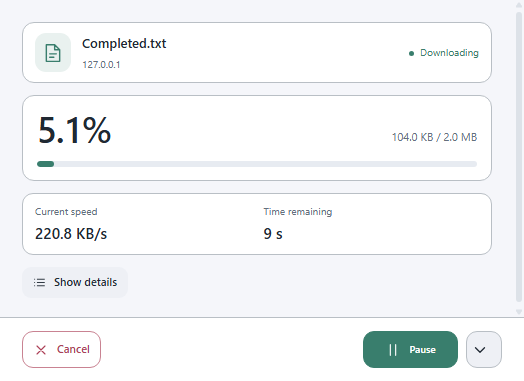 Completed.txt
127.0.0.1
Downloading
5.1%
104.0 KB / 2.0 MB
Current speed
Time remaining
220.8 KB/s
9 s
Show details
Cancel
Pause